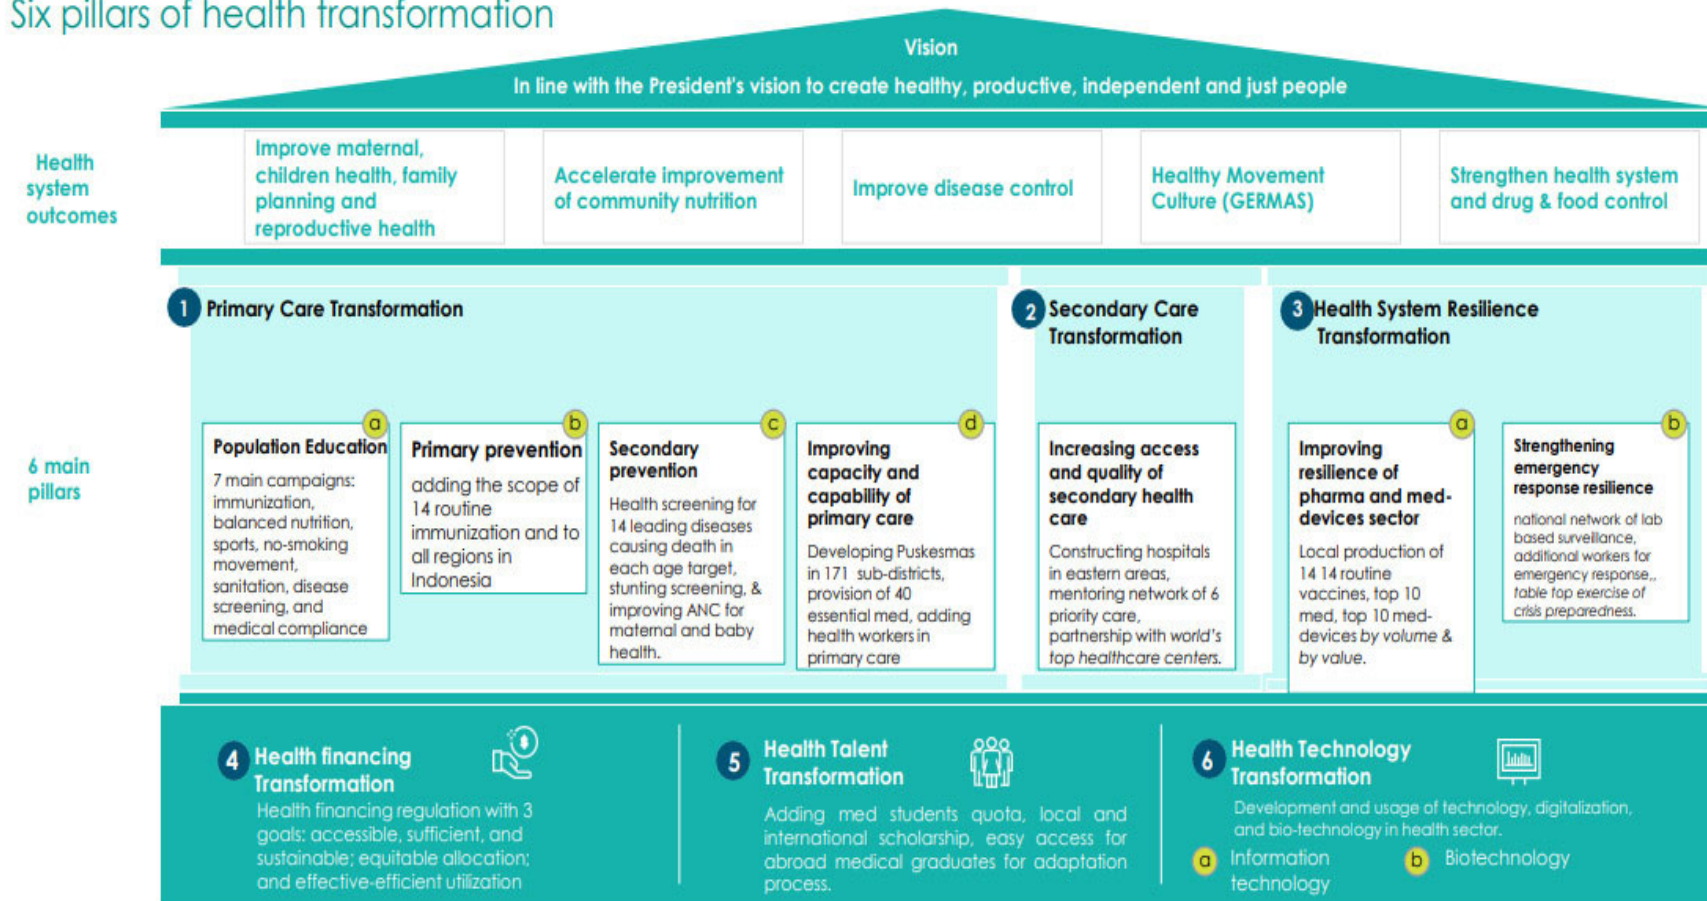 Six pillars of health transformation
Vision
In line with the President's vision to create healthy, productive, independent and just people
Health
system
outcomes
Improve maternal,
children health, family
planning and
reproductive health
Accelerate improvement
of community nutrition
Improve disease control
Healthy Movement
Culture (GERMAS)
Strengthen health system
and drug & food control
6 main
pillars
1 Primary Care Transformation
a
Population Education
7 main campaigns:
immunization,
balanced nutrition,
sports, no-smoking
movement,
sanitation, disease
screening, and
medical compliance
b
Primary prevention
adding the scope of
14 routine
immunization and to
all regions in
Indonesia
c
Secondary
prevention
Health screening for
14 leading diseases
causing death in
each age target,
stunting screening, &
improving ANC for
maternal and baby
health.
d
Improving
capacity and
capability of
primary care
Developing Puskesmas
in 171 sub-districts,
provision of 40
essential med, adding
health workers in
primary care
2 Secondary Care
Transformation
Increasing access
and quality of
secondary health
care
Constructing hospitals
in eastern areas,
mentoring network of 6
priority care,
partnership with world's
top healthcare centers.
3 Health System Resilience
Transformation
a
Improving
resilience of
pharma and med-
devices sector
Local production of
14 14 routine
vaccines, top 10
med, top 10 med-
devices by volume &
by value.
b
Strengthening
emergency
response resilience
national network of lab
based surveillance,
additional workers for
emergency response,,
table top exercise of
crisis preparedness.
4 Health financing
Transformation
Health financing regulation with 3
goals: accessible, sufficient, and
sustainable; equitable allocation;
and effective-efficient utilization
5 Health Talent
Transformation
Adding med students quota, local and
international scholarship, easy access for
abroad medical graduates for adaptation
process.
6 Health Technology
Transformation
Development and usage of technology, digitalization,
and bio-technology in health sector.
a Information
technology
b Biotechnology